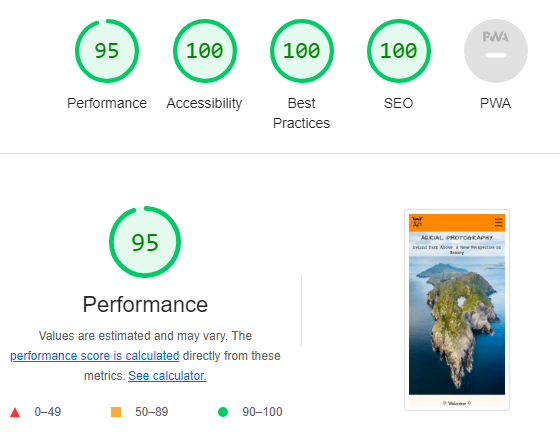 95
100
100
100
PWA
Performance
Accessibility
Best
Practices
SEO
PWA
95
Performance
Values are estimated and may vary. The
performance score is calculated directly from these
metrics. See calculator.
0–49
50–89
90–100
AERIAL PHOTOGRAPHY
Ireland from Above: A New Perspective on
Beauty
Welcome